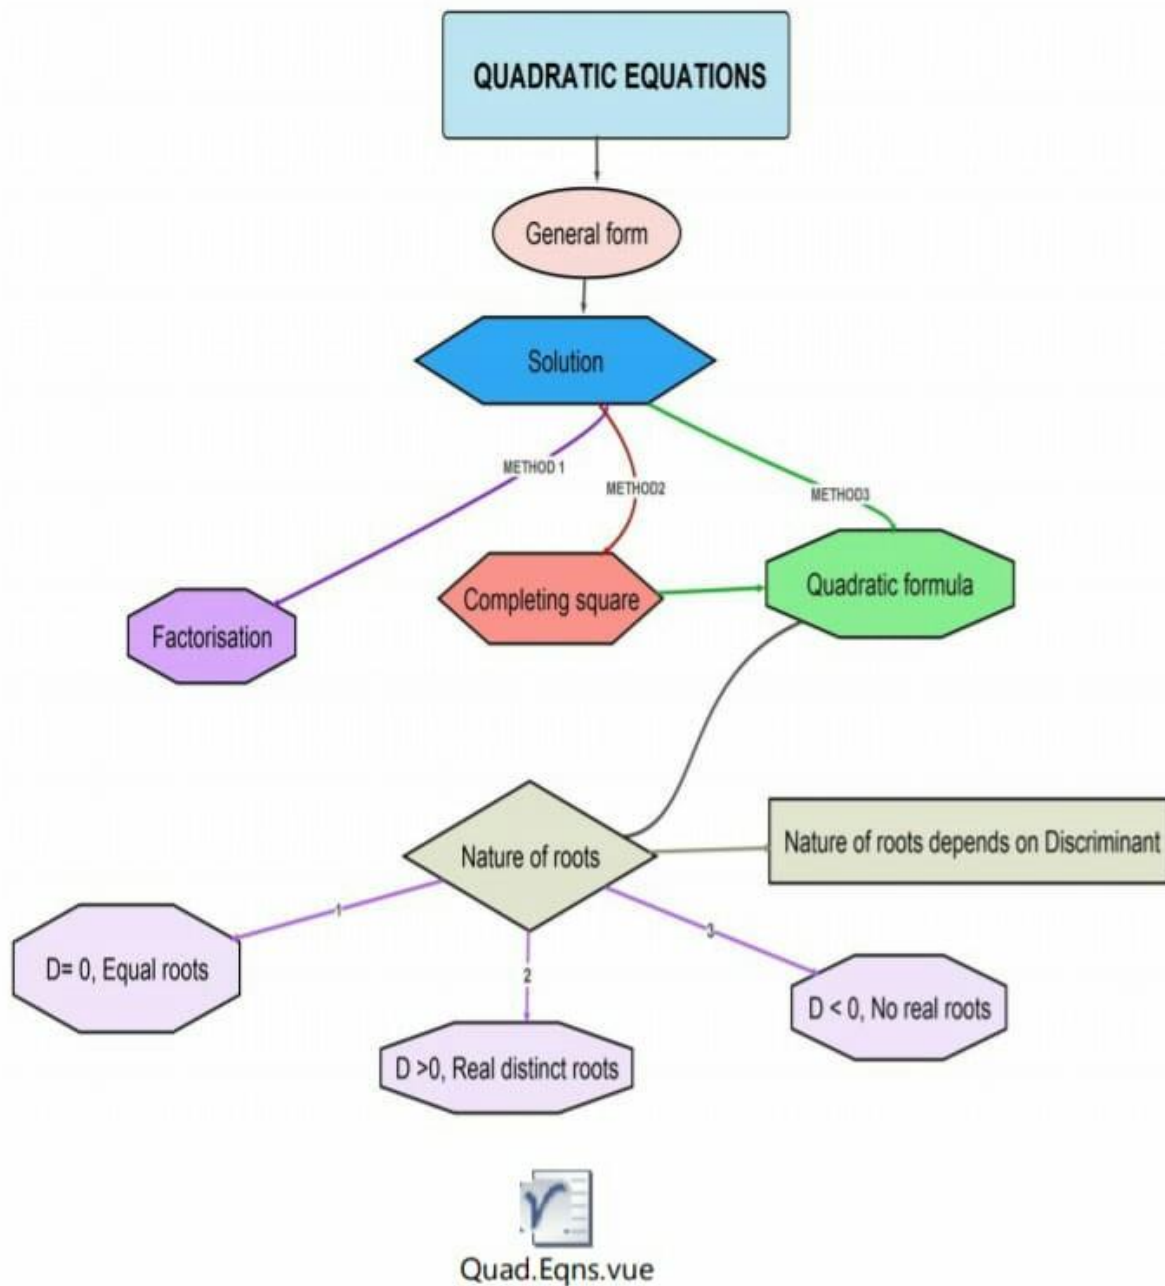 QUADRATIC EQUATIONS
General form
Solution
METHOD 1
METHOD2
METHOD3
Factorisation
Completing square
Quadratic formula
Nature of roots
Nature of roots depends on Discriminant
1
2
3
D= 0, Equal roots
D >0, Real distinct roots
D < 0, No real roots
Quad.Eqns.vue